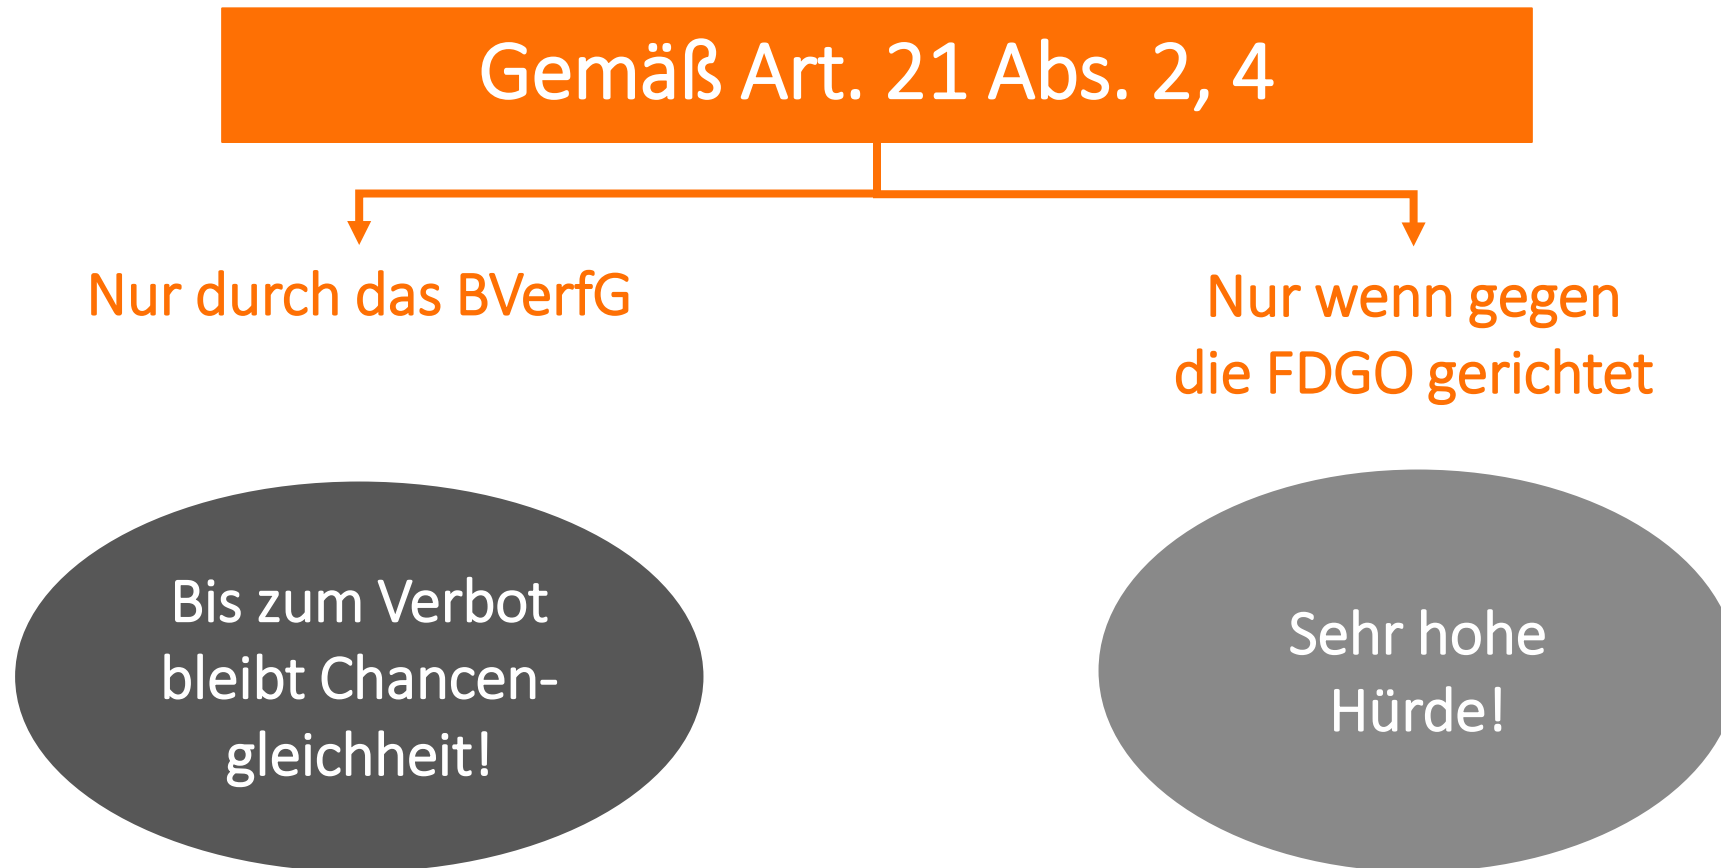 Gemäß Art. 21 Abs. 2, 4
Nur durch das BVerfG
Nur wenn gegen
die FDGO gerichtet
Bis zum Verbot
bleibt Chancen-
gleichheit!
Sehr hohe
Hürde!